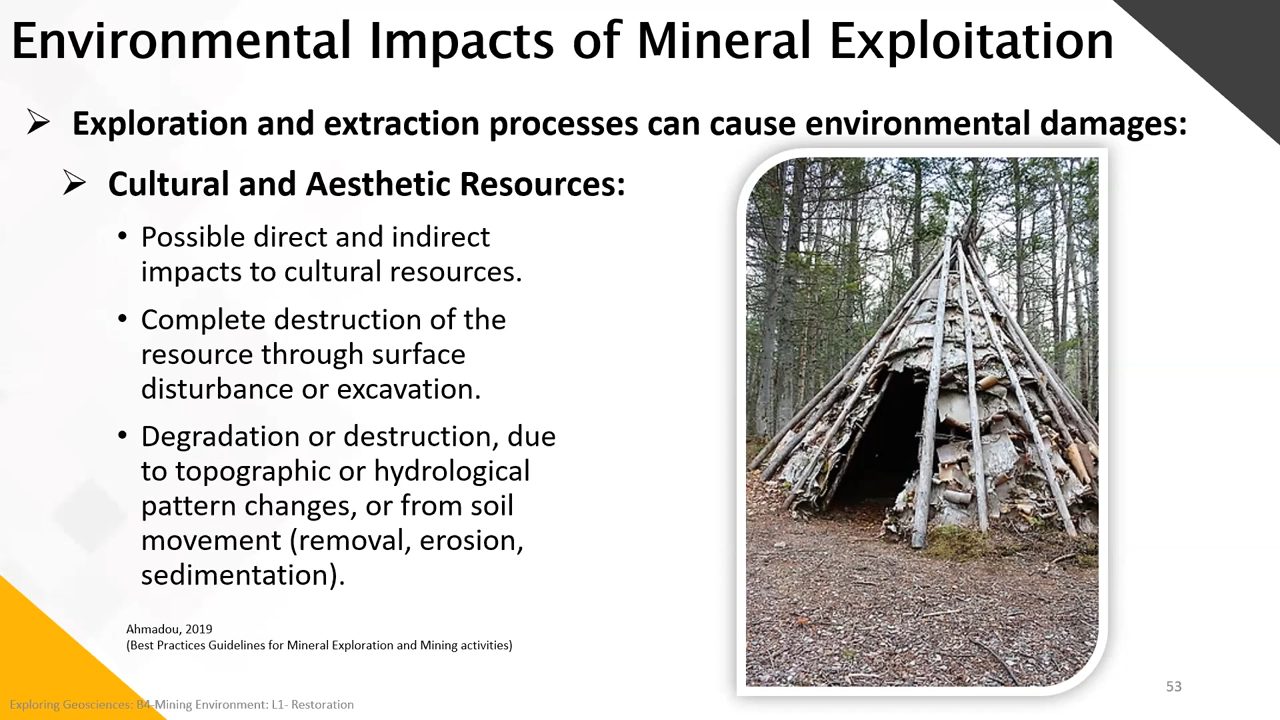 Environmental Impacts of Mineral Exploitation
➢ Exploration and extraction processes can cause environmental damages:
➢ Cultural and Aesthetic Resources:
• Possible direct and indirect
impacts to cultural resources.
• Complete destruction of the
resource through surface
disturbance or excavation.
• Degradation or destruction, due
to topographic or hydrological
pattern changes, or from soil
movement (removal, erosion,
sedimentation).
Ahmadou, 2019
(Best Practices Guidelines for Mineral Exploration and Mining activities)
53
Exploring Geosciences: B4-Mining Environment: L1- Restoration